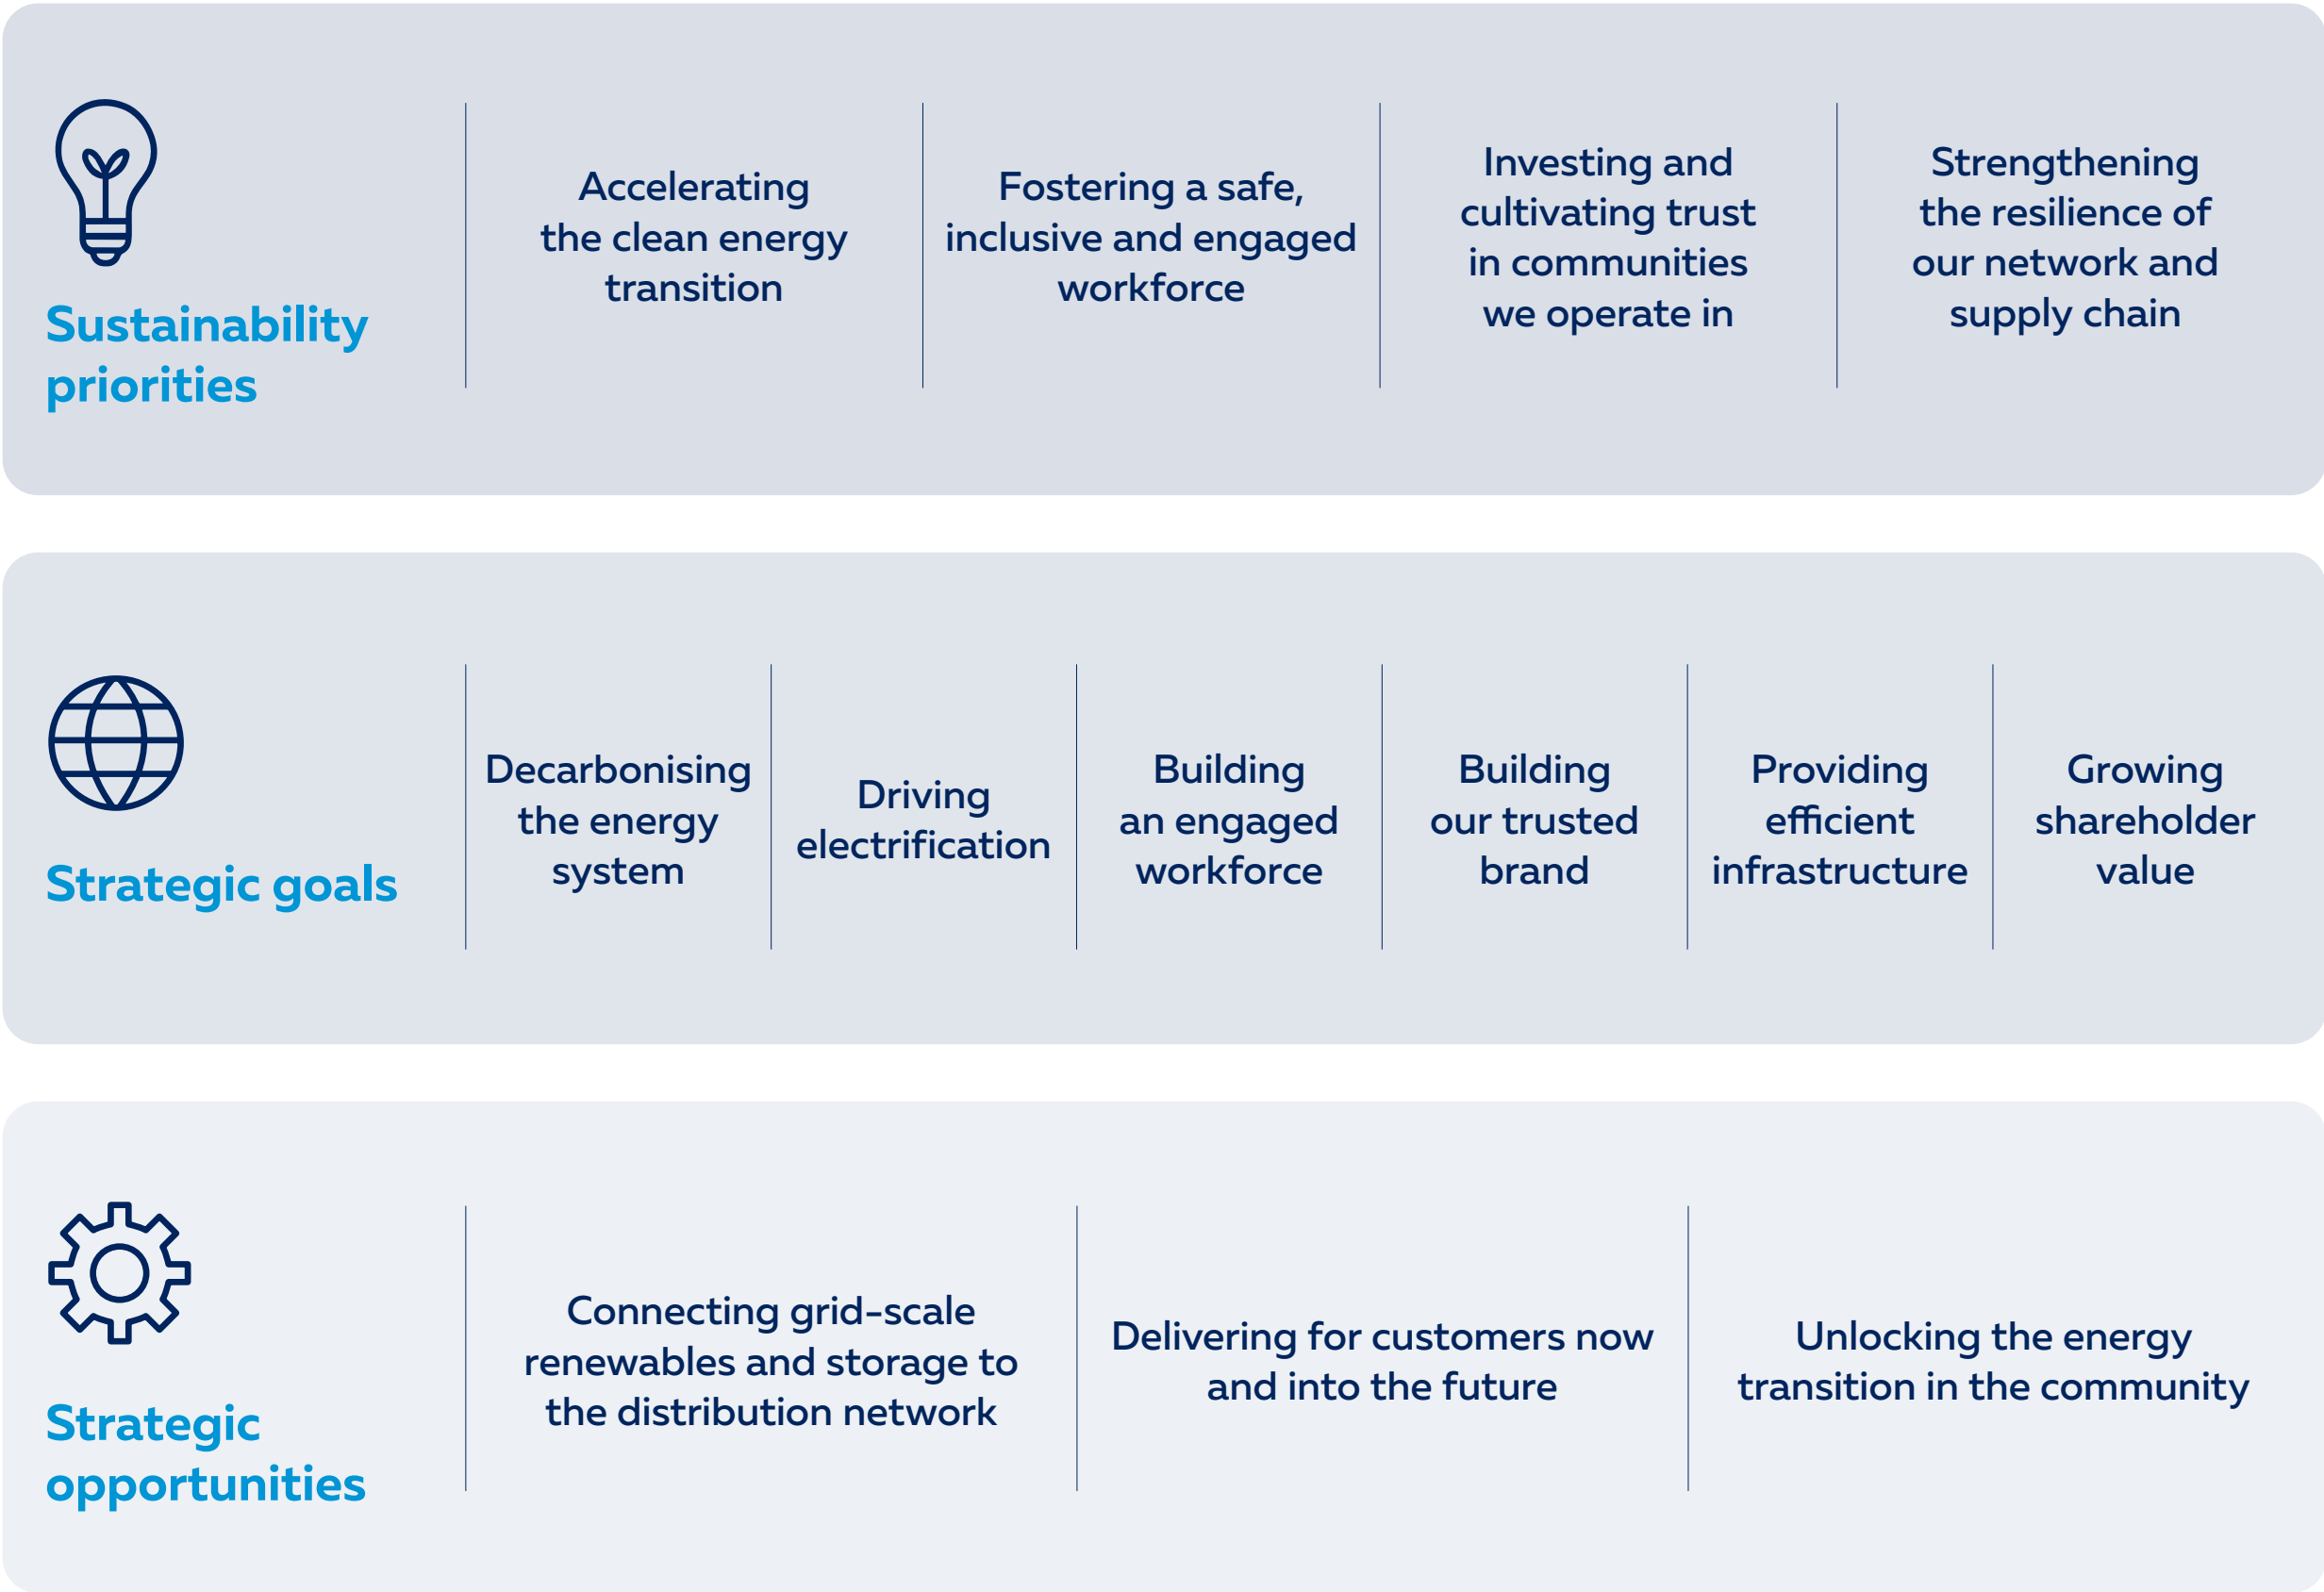 Sustainability
priorities
Accelerating
the clean energy
transition
Fostering a safe,
inclusive and engaged
workforce
Investing and
cultivating trust
in communities
we operate in
Strengthening
the resilience of
our network and
supply chain
Strategic goals
Decarbonising
the energy
system
Driving
electrification
Building
an engaged
workforce
Building
our trusted
brand
Providing
efficient
infrastructure
Growing
shareholder
value
Strategic
opportunities
Connecting grid-scale
renewables and storage to
the distribution network
Delivering for customers now
and into the future
Unlocking the energy
transition in the community